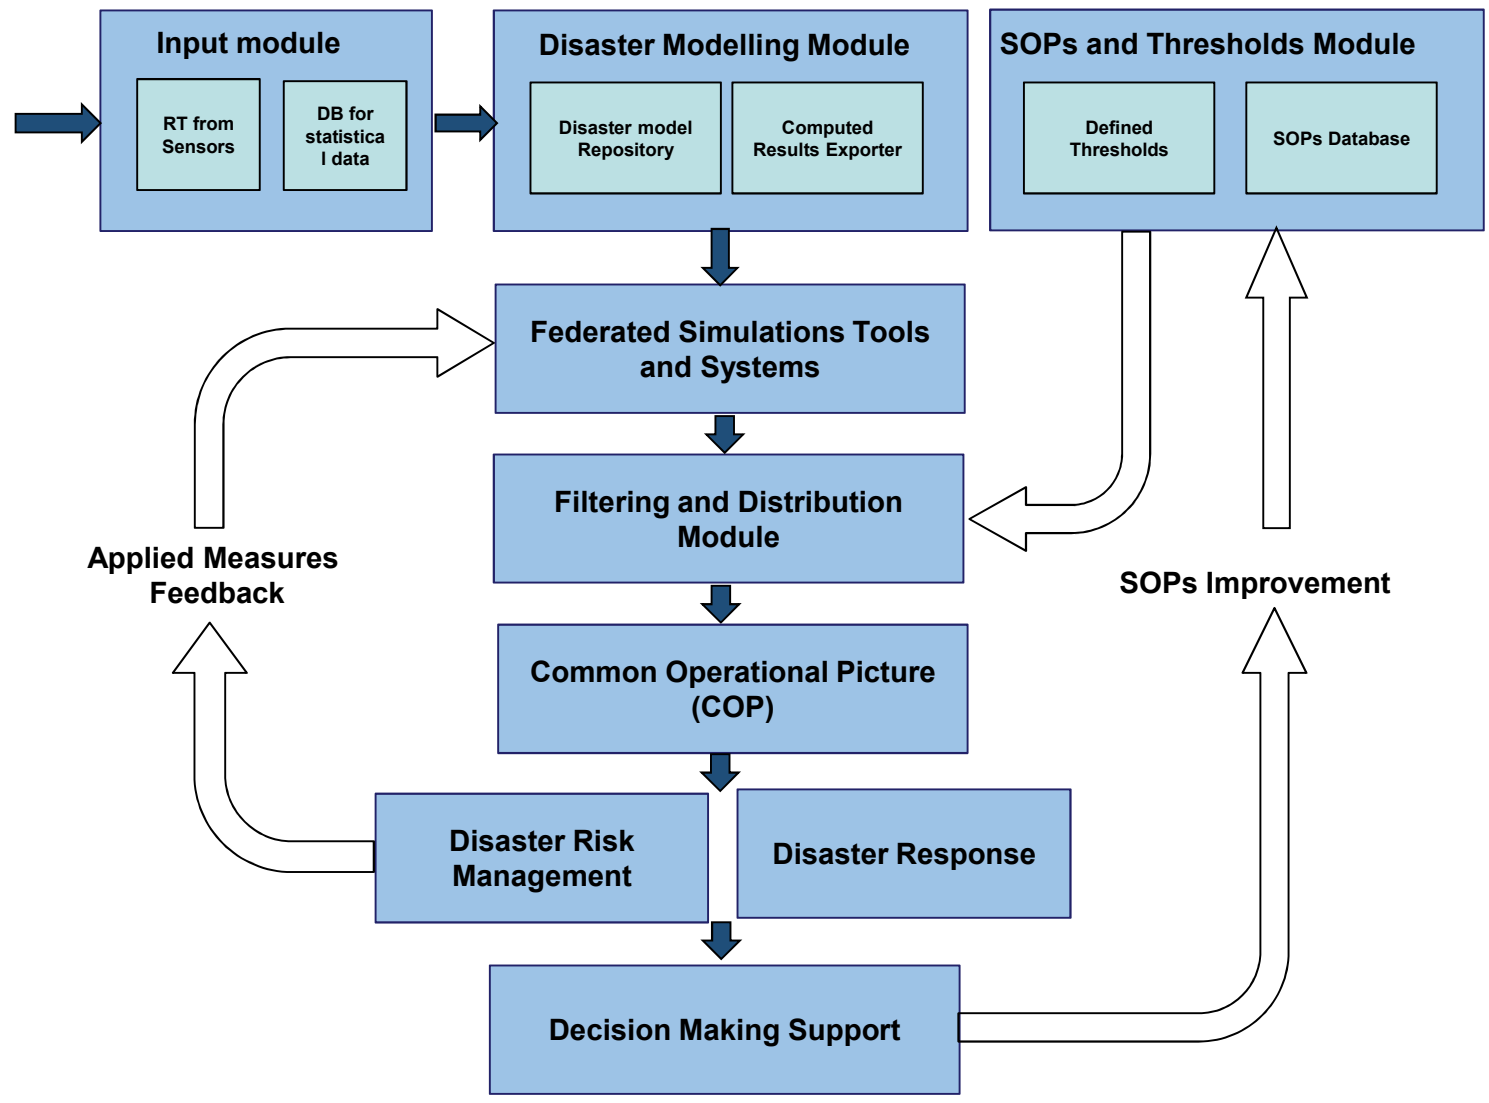 Input module
RT from
Sensors
DB for
statistica
l data
Disaster Modelling Module
Disaster model
Repository
Computed
Results Exporter
SOPs and Thresholds Module
Defined
Thresholds
SOPs Database
Federated Simulations Tools
and Systems
Filtering and Distribution
Module
Applied Measures
Feedback
SOPs Improvement
Common Operational Picture
(COP)
Disaster Risk
Management
Disaster Response
Decision Making Support